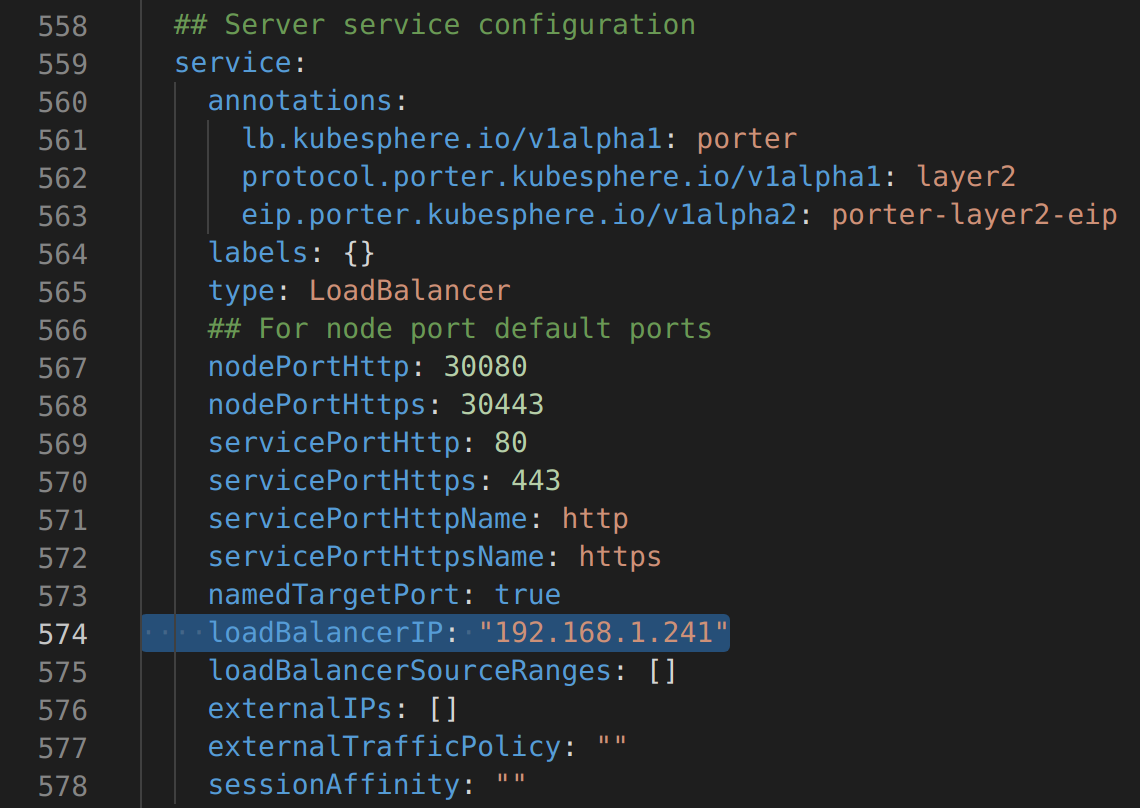 558 ## Server service configuration
559 service:
560 annotations:
561 lb.kubesphere.io/v1alpha1: porter
562 protocol.porter.kubesphere.io/v1alpha1: layer2
563 eip.porter.kubesphere.io/v1alpha2: porter-layer2-eip
564 labels: {}
565 type: LoadBalancer
566 ## For node port default ports
567 nodePortHttp: 30080
568 nodePortHttps: 30443
569 servicePortHttp: 80
570 servicePortHttps: 443
571 servicePortHttpName: http
572 servicePortHttpsName: https
573 namedTargetPort: true
574 loadBalancerIP: "192.168.1.241"
575 loadBalancerSourceRanges: []
576 externalIPs: []
577 externalTrafficPolicy: ""
578 sessionAffinity: ""